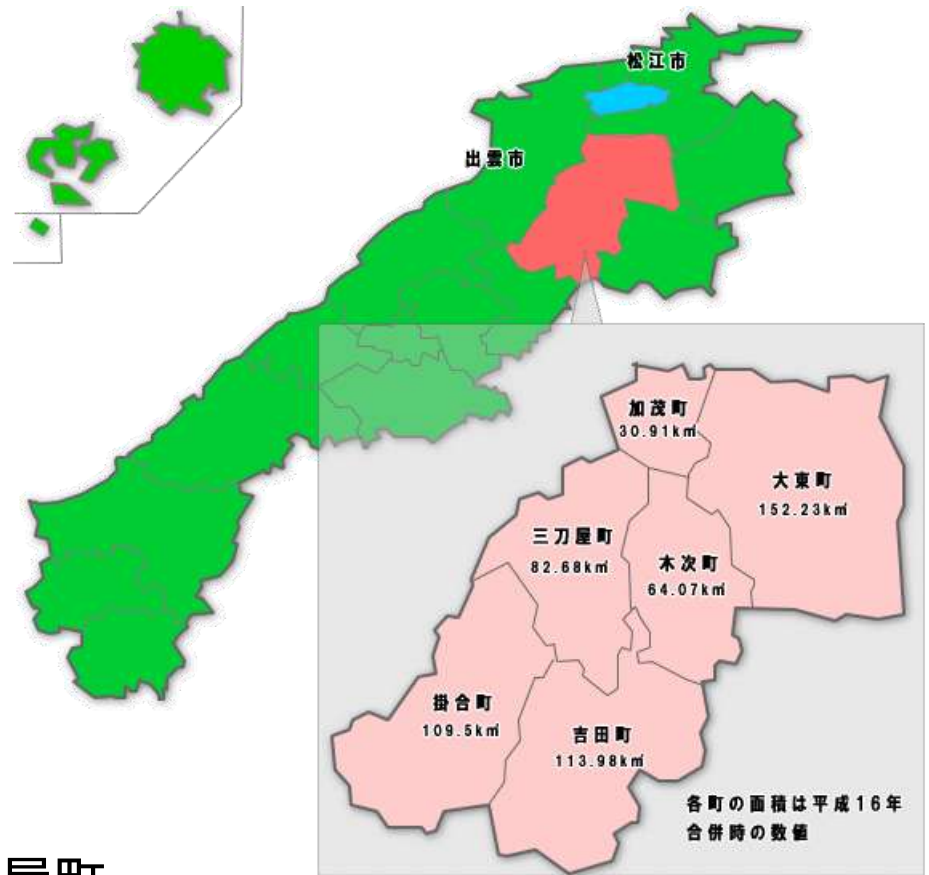 松江市
出雲市
加茂町
30.91k㎡
大東町
152.23k㎡
三刀屋町
82.68k㎡
木次町
64.07k㎡
掛合町
109.5k㎡
吉田町
113.98k㎡
各町の面積は平成16年
合併時の数値